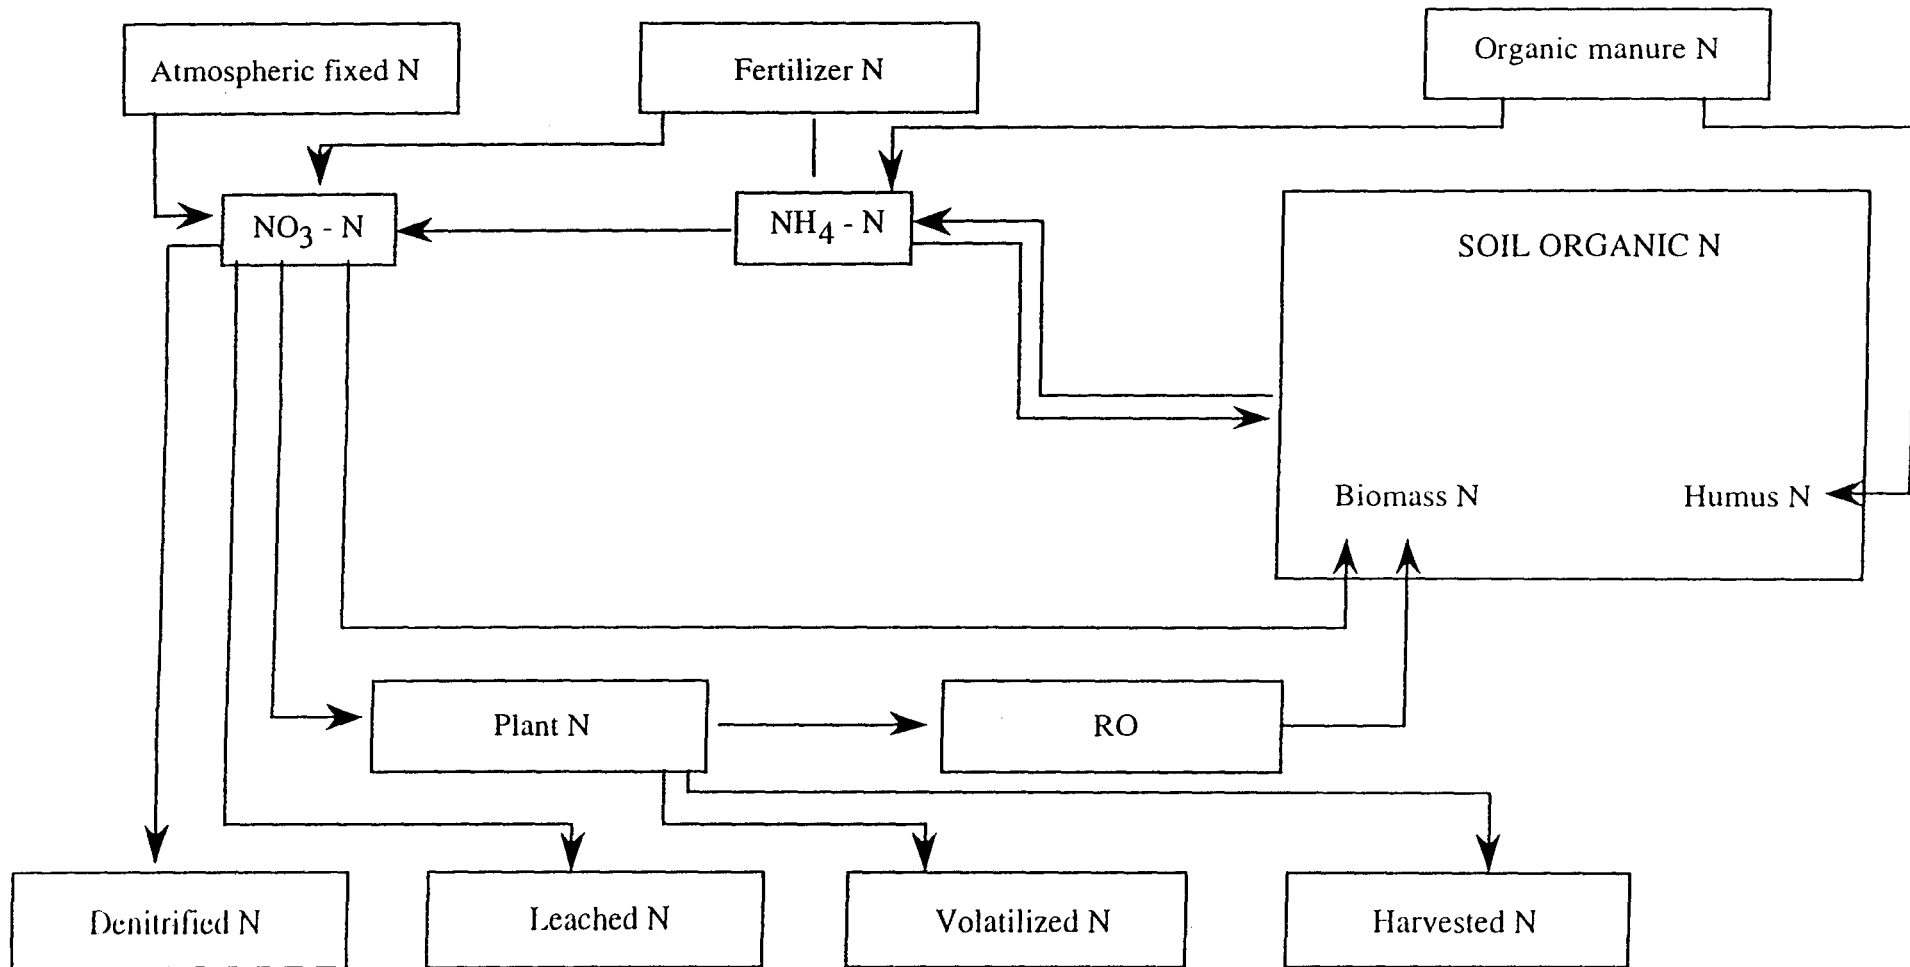 Atmospheric fixed N
Fertilizer N
Organic manure N
NO3 - N
NH4 - N
SOIL ORGANIC N
Biomass N
Humus N
Plant N
RO
Denitrified N
Leached N
Volatilized N
Harvested N